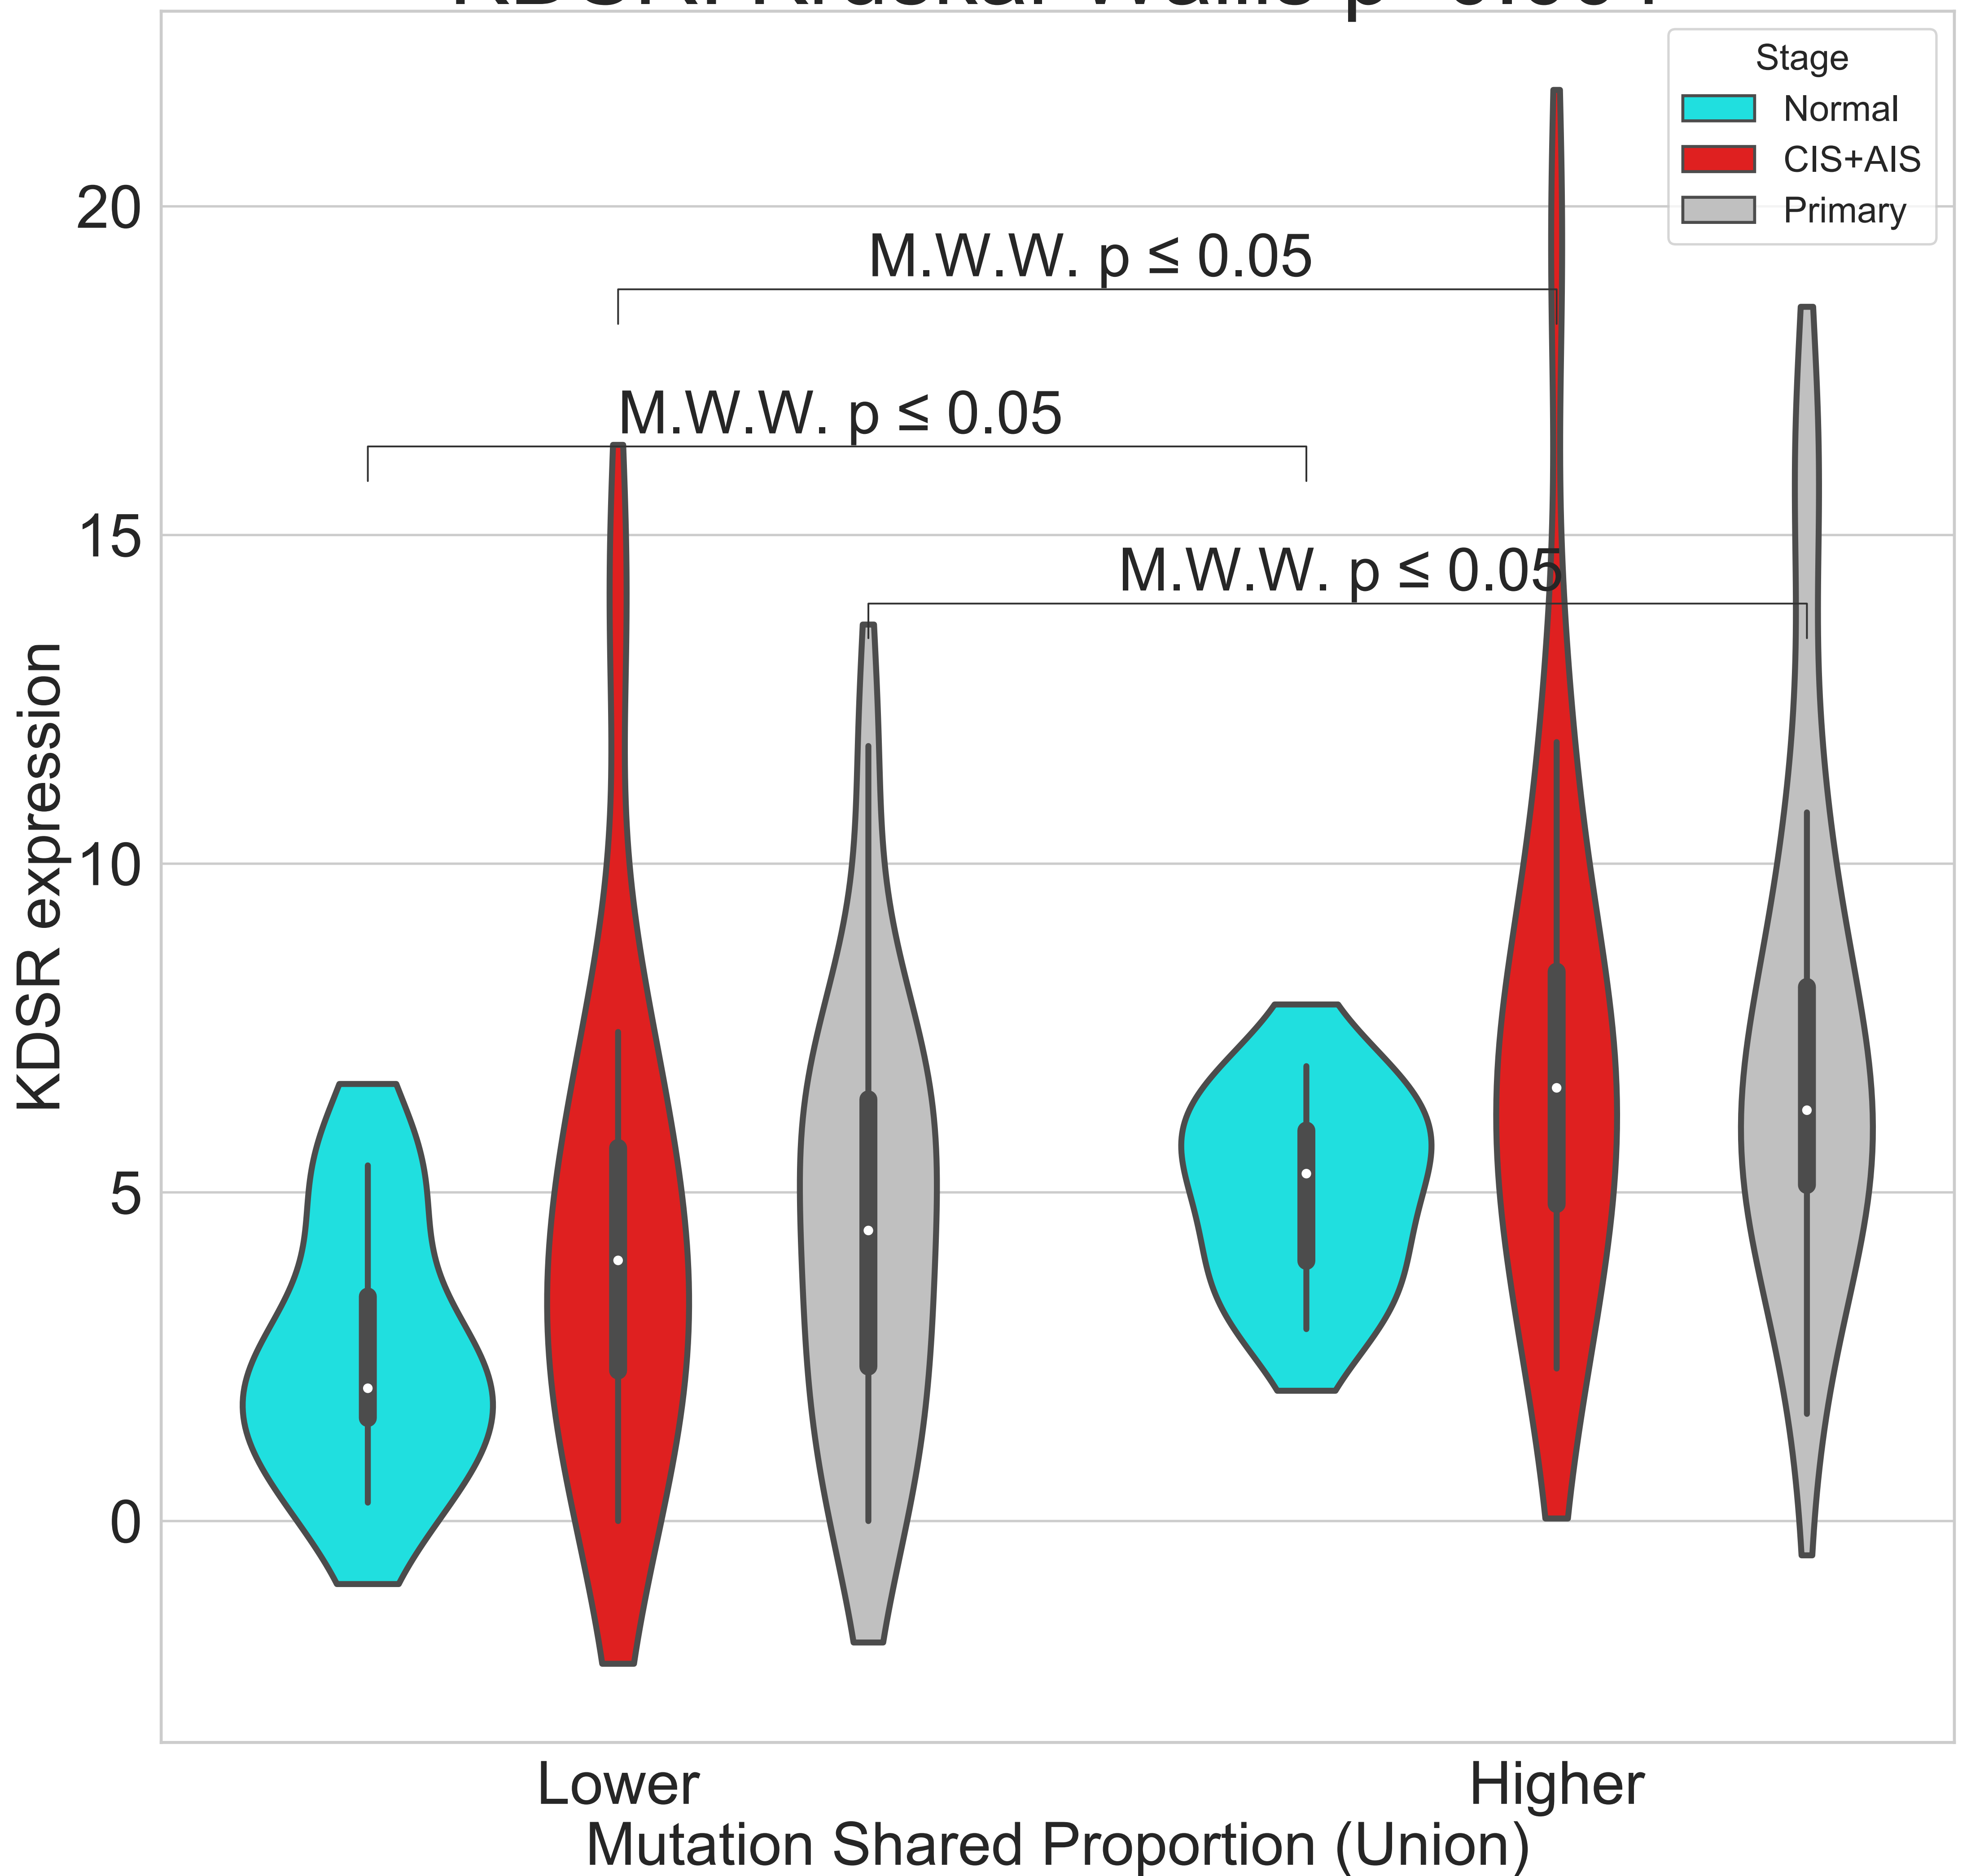 Stage
Normal
CIS+AIS
Primary
20
M.W.W. p ≤ 0.05
M.W.W. p ≤ 0.05
15
M.W.W. p ≤ 0.05
10
5
0
KDSR expression
Lower
Higher
Mutation Shared Proportion (Union)